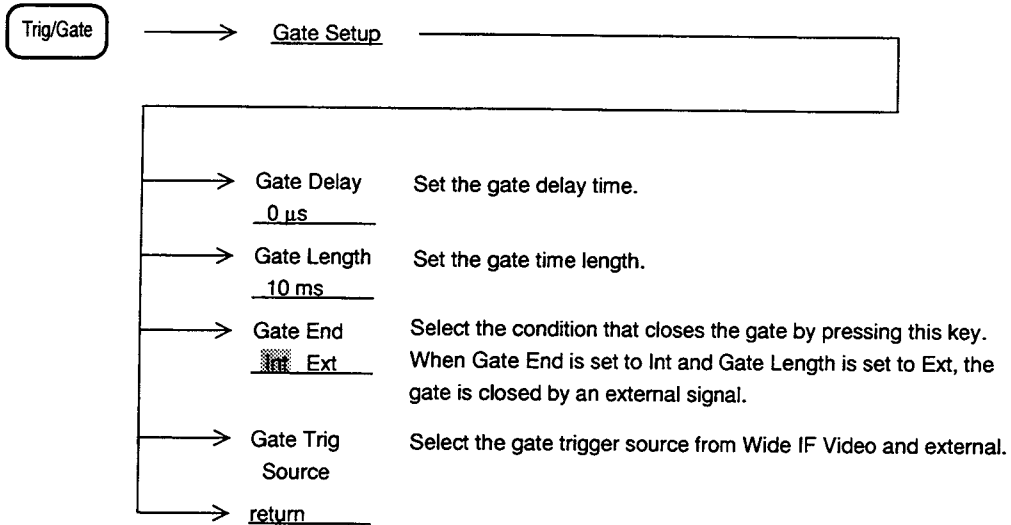 Trig/Gate Gate Setup
Gate Delay Set the gate delay time.
0 µs
Gate Length Set the gate time length.
10 ms
Gate End Select the condition that closes the gate by pressing this key.
Int Ext When Gate End is set to Int and Gate Length is set to Ext, the
gate is closed by an external signal.
Gate Trig Select the gate trigger source from Wide IF Video and external.
Source
return